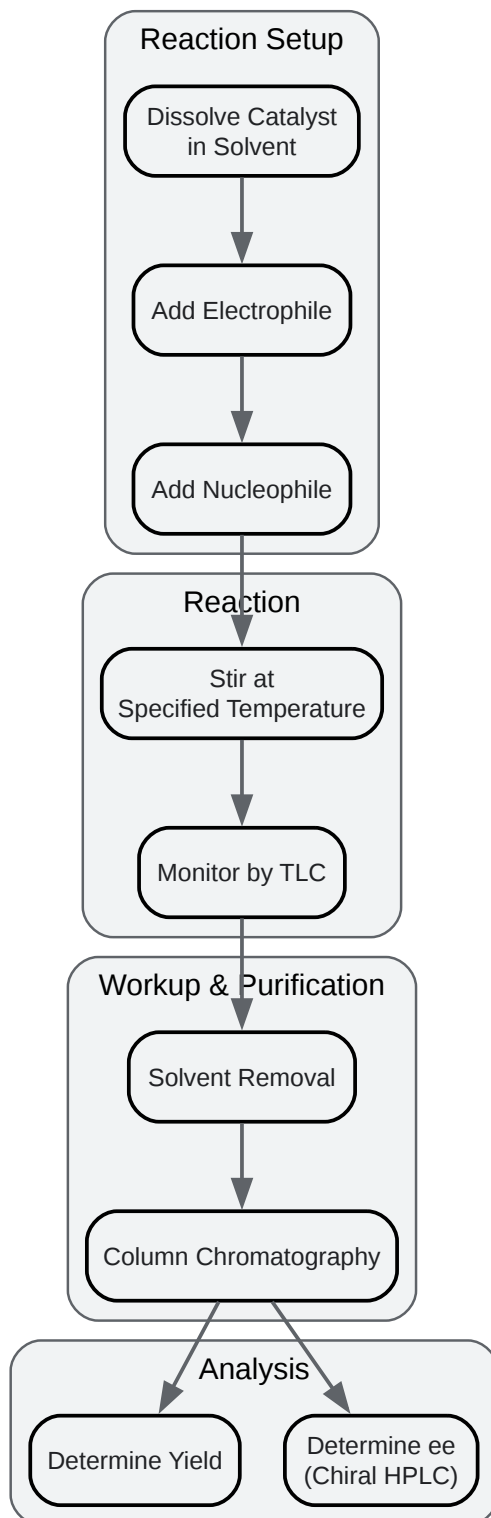 Reaction Setup
Dissolve Catalyst
in Solvent
Add Electrophile
Add Nucleophile
Reaction
Stir at
Specified Temperature
Monitor by TLC
Workup & Purification
Solvent Removal
Column Chromatography
Analysis
Determine Yield
Determine ee
(Chiral HPLC)